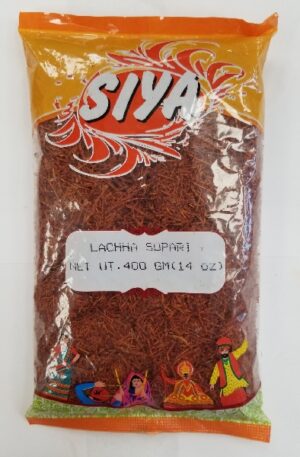 SIYA
LACHHA SUPARI
NET WT.400 GM(14 OZ)